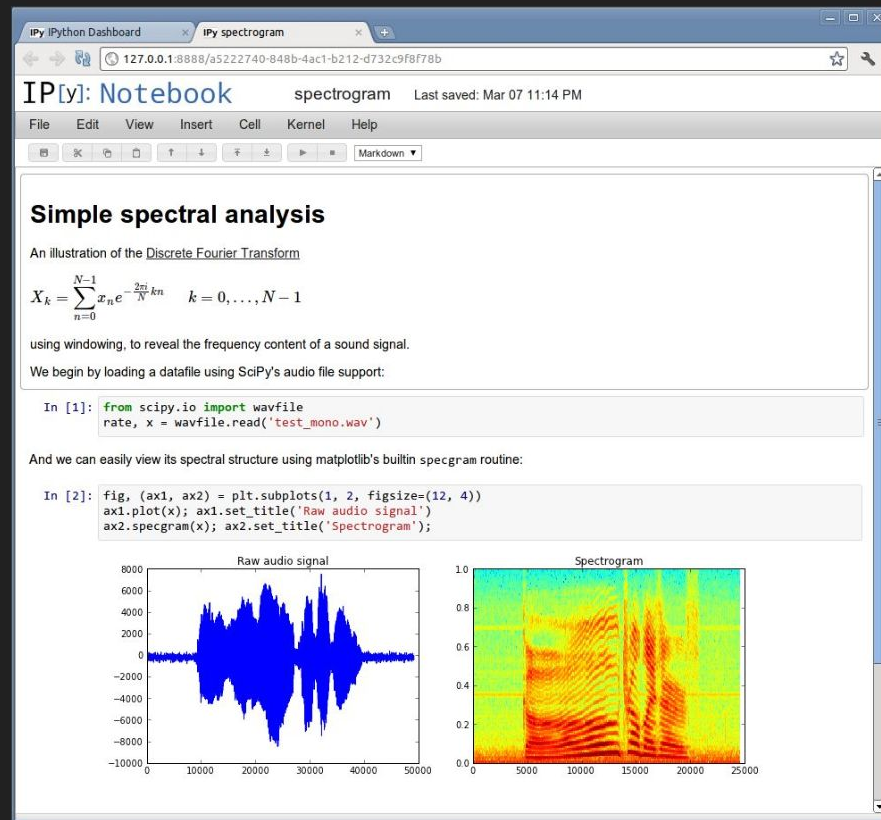 IPy IPython Dashboard
IPy spectrogram
127.0.0.1:8888/a5222740-848b-4ac1-b212-d732c9f8f78b
IP[y]: Notebook spectrogram Last saved: Mar 07 11:14 PM
File Edit View Insert Cell Kernel Help
Markdown
Simple spectral analysis
An illustration of the Discrete Fourier Transform
X_k = \sum_{n=0}^{N-1} x_n e^{-\frac{2\pi i}{N} kn} k = 0, . . . , N − 1
using windowing, to reveal the frequency content of a sound signal.
We begin by loading a datafile using SciPy's audio file support:
In [1]: from scipy.io import wavfile
rate, x = wavfile.read('test_mono.wav')
And we can easily view its spectral structure using matplotlib's builtin specgram routine:
In [2]: fig, (ax1, ax2) = plt.subplots(1, 2, figsize=(12, 4))
ax1.plot(x); ax1.set_title('Raw audio signal')
ax2.specgram(x); ax2.set_title('Spectrogram');
Raw audio signal
8000
6000
4000
2000
0
−2000
−4000
−6000
−8000
−10000
0 10000 20000 30000 40000 50000
Spectrogram
1.0
0.8
0.6
0.4
0.2
0.0
0 5000 10000 15000 20000 25000